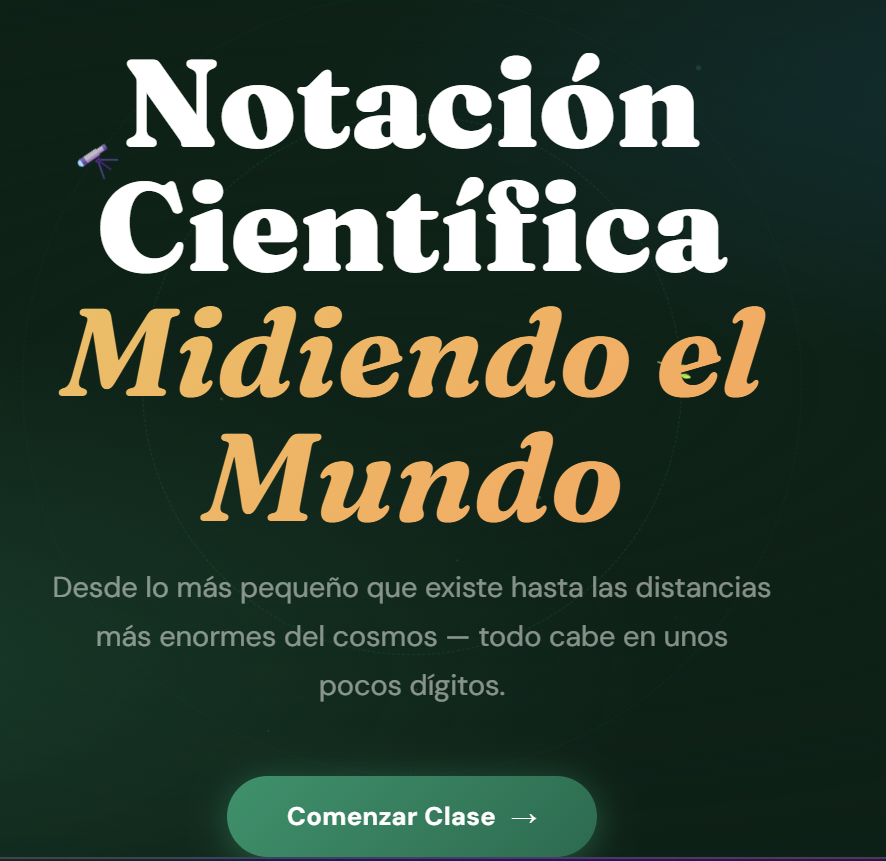 Notación
Científica
Midiendo el
Mundo
Desde lo más pequeño que existe hasta las distancias
más enormes del cosmos — todo cabe en unos
pocos dígitos.
Comenzar Clase →